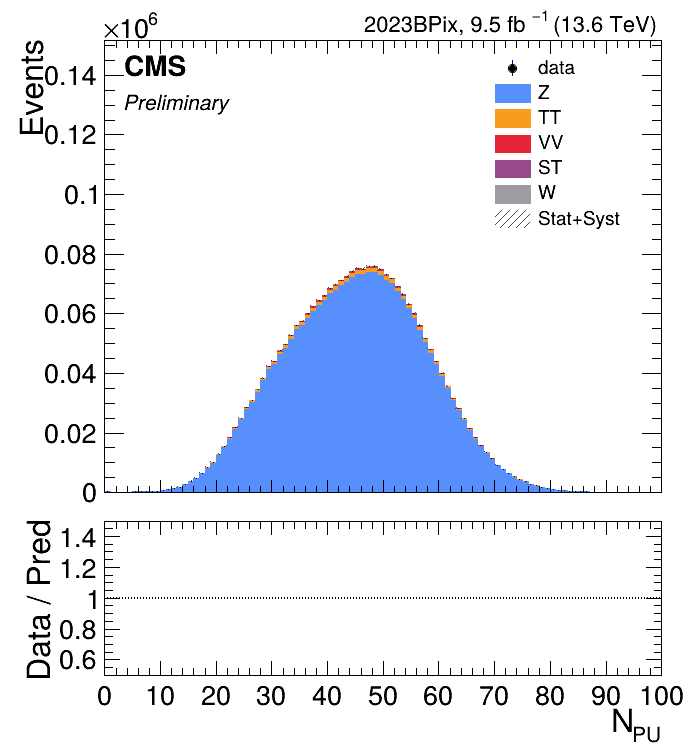 ×10⁶
2023BPix, 9.5 fb⁻¹ (13.6 TeV)
Events
CMS
Preliminary
data
Z
TT
VV
ST
W
Stat+Syst
0.14
0.12
0.1
0.08
0.06
0.04
0.02
0
Data / Pred
1.4
1.2
1
0.8
0.6
0 10 20 30 40 50 60 70 80 90 100
N_PU